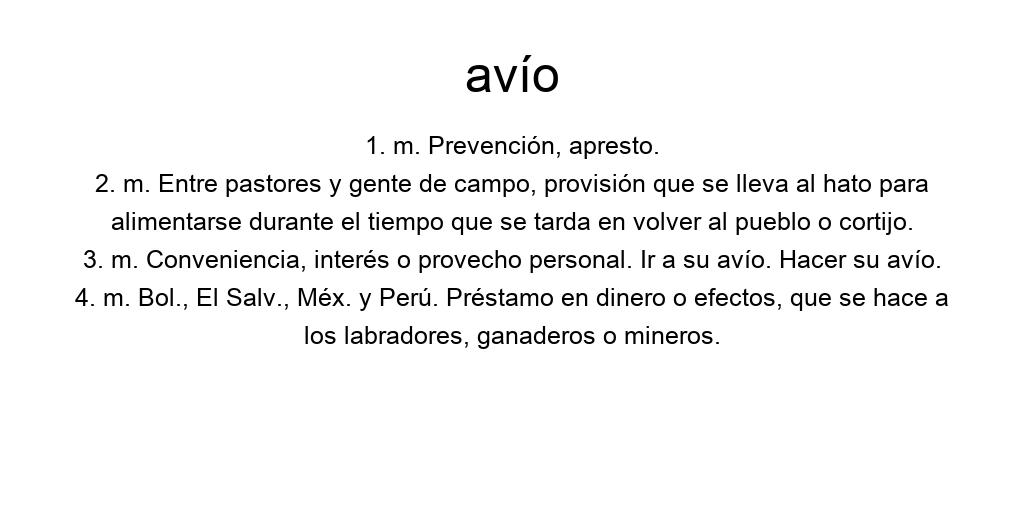 avío
1. m. Prevención, apresto.
2. m. Entre pastores y gente de campo, provisión que se lleva al hato para
alimentarse durante el tiempo que se tarda en volver al pueblo o cortijo.
3. m. Conveniencia, interés o provecho personal. Ir a su avío. Hacer su avío.
4. m. Bol., El Salv., Méx. y Perú. Préstamo en dinero o efectos, que se hace a
los labradores, ganaderos o mineros.